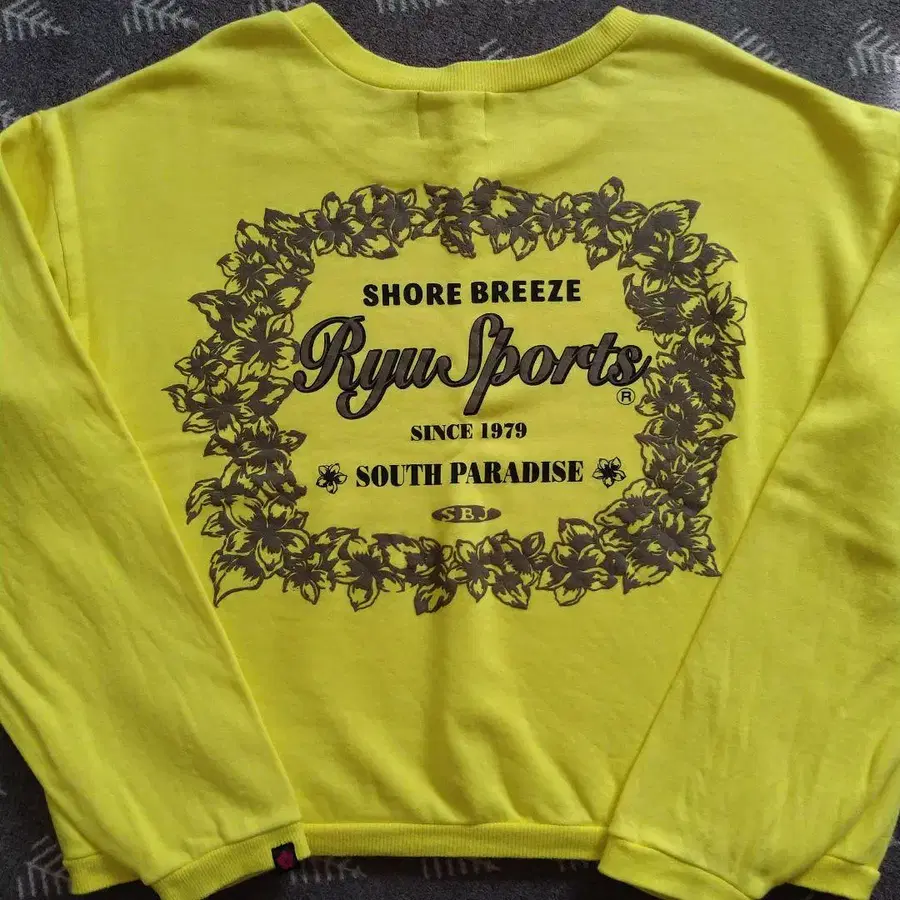 SHORE BREEZE
Ryu Sports
®
SINCE 1979
SOUTH PARADISE
S.B.J